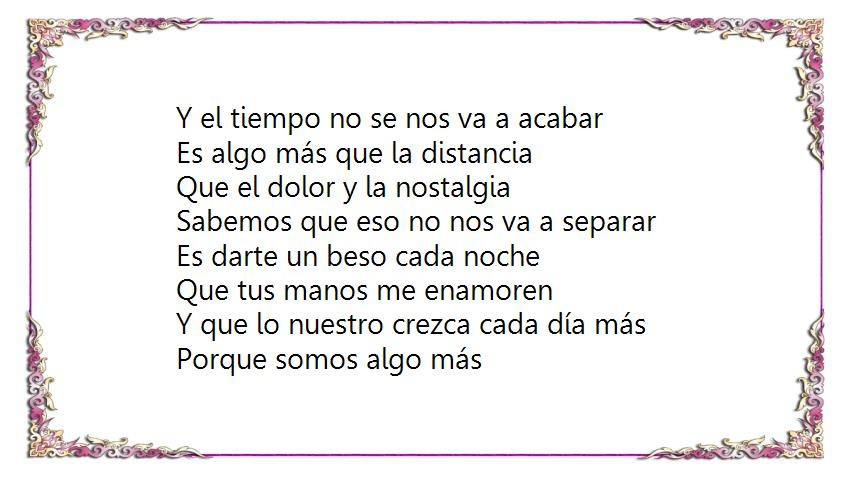 Y el tiempo no se nos va a acabar
Es algo más que la distancia
Que el dolor y la nostalgia
Sabemos que eso no nos va a separar
Es darte un beso cada noche
Que tus manos me enamoren
Y que lo nuestro crezca cada día más
Porque somos algo más